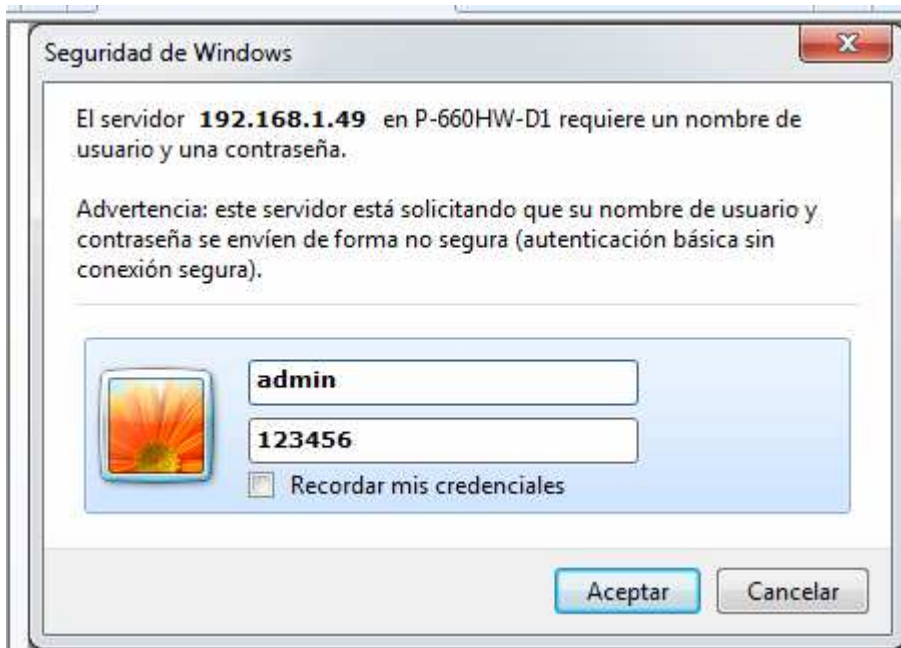 Seguridad de Windows
El servidor 192.168.1.49 en P-660HW-D1 requiere un nombre de
usuario y una contraseña.
Advertencia: este servidor está solicitando que su nombre de usuario y
contraseña se envíen de forma no segura (autenticación básica sin
conexión segura).
admin
123456
Recordar mis credenciales
Aceptar
Cancelar